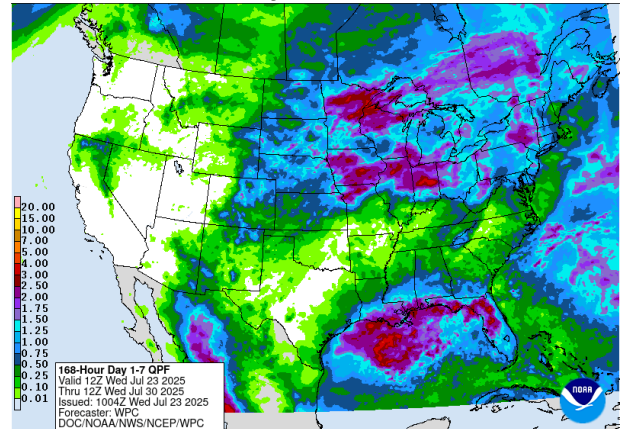 20.00
15.00
10.00
7.00
5.00
4.00
3.00
2.50
2.00
1.75
1.50
1.25
1.00
0.75
0.50
0.25
0.10
0.01
168-Hour Day 1-7 QPF
Valid 12Z Wed Jul 23 2025
Thru 12Z Wed Jul 30 2025
Issued: 1004Z Wed Jul 23 2025
Forecaster: WPC
DOC/NOAA/NWS/NCEP/WPC
NOAA